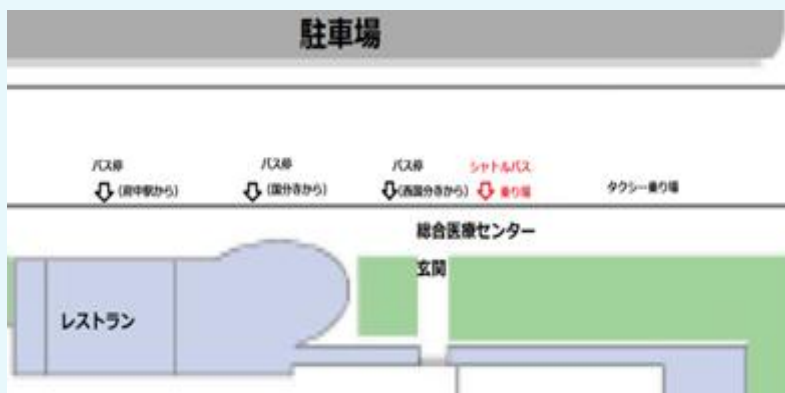 駐車場
バス停
(府中駅から)
バス停
(国分寺から)
バス停
(西国分寺から)
シャトルバス
乗り場
タクシー乗り場
総合医療センター
玄関
レストラン